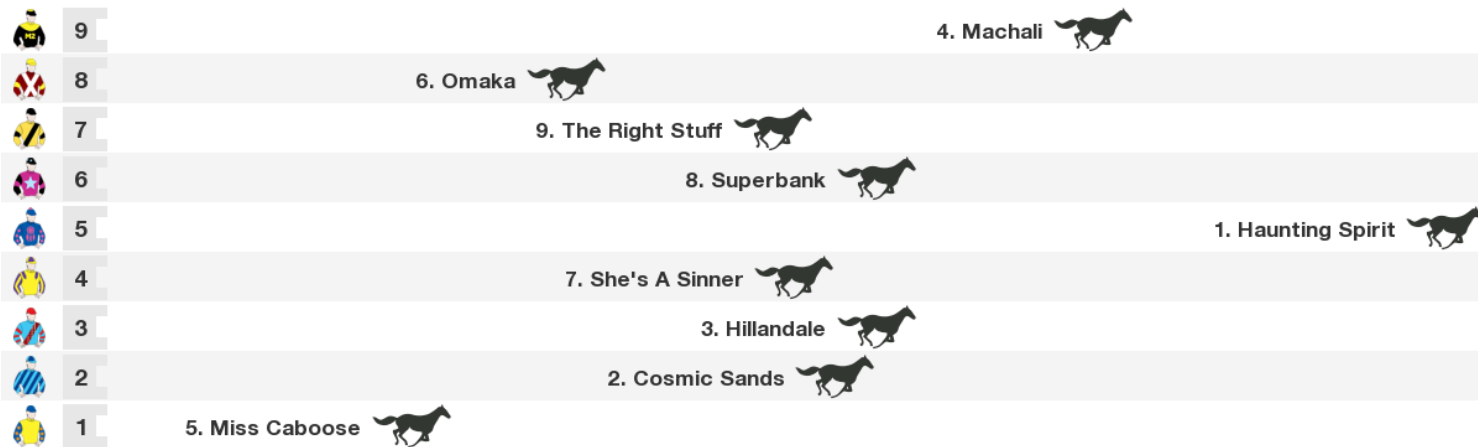 MZ
9 4. Machali
8 6. Omaka
7 9. The Right Stuff
6 8. Superbank
5 1. Haunting Spirit
4 7. She's A Sinner
3 3. Hillandale
2 2. Cosmic Sands
1 5. Miss Caboose